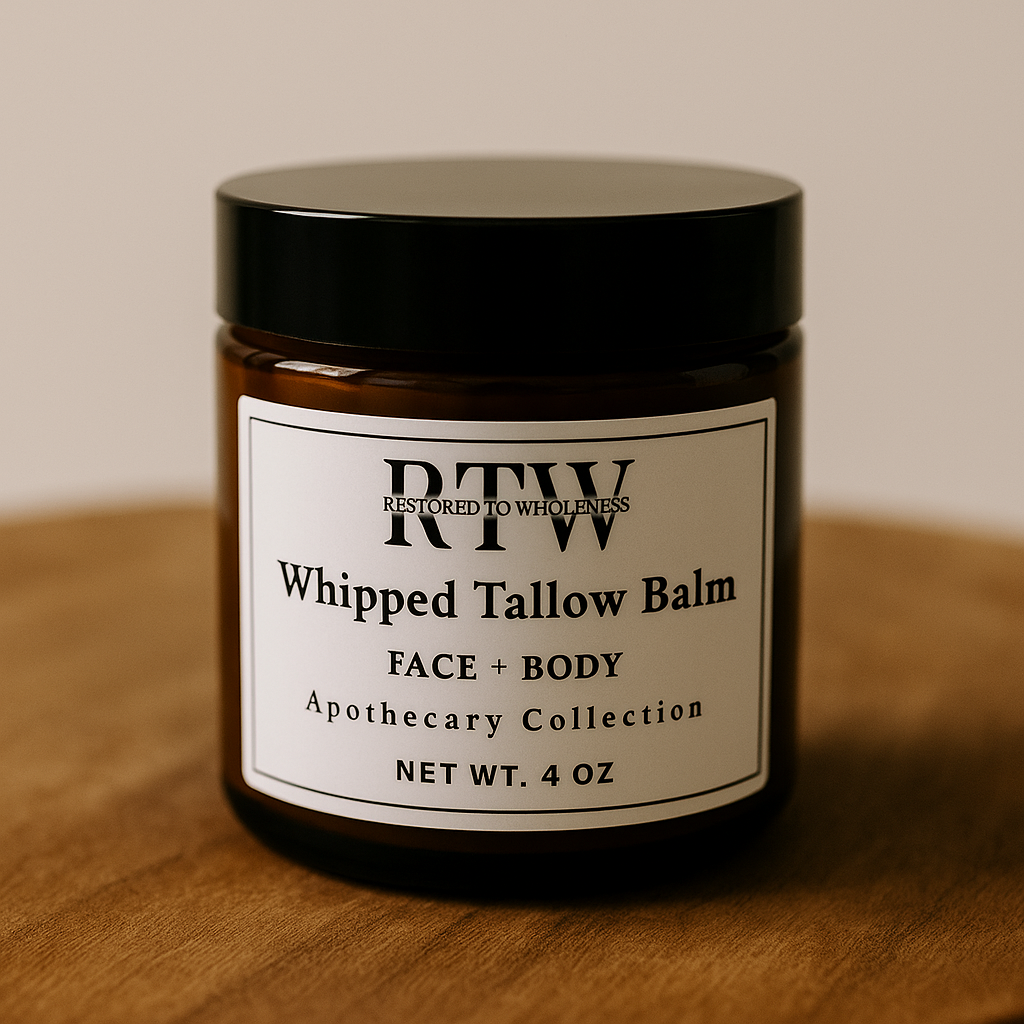 RTW
RESTORED TO WHOLENESS
Whipped Tallow Balm
FACE + BODY
Apothecary Collection
NET WT. 4 OZ